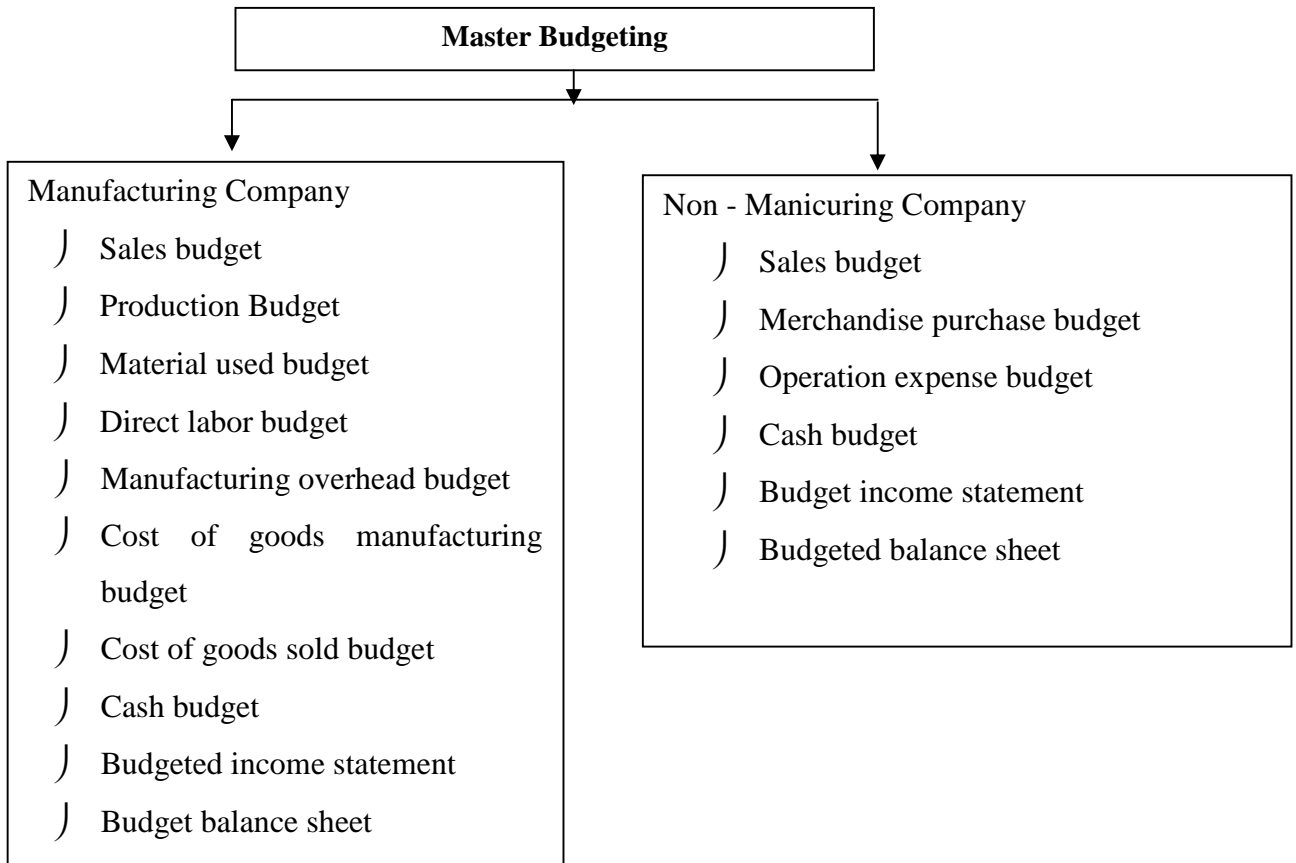 Master Budgeting
Manufacturing Company
Sales budget
Production Budget
Material used budget
Direct labor budget
Manufacturing overhead budget
Cost of goods manufacturing
budget
Cost of goods sold budget
Cash budget
Budgeted income statement
Budget balance sheet
Non - Manicuring Company
Sales budget
Merchandise purchase budget
Operation expense budget
Cash budget
Budget income statement
Budgeted balance sheet